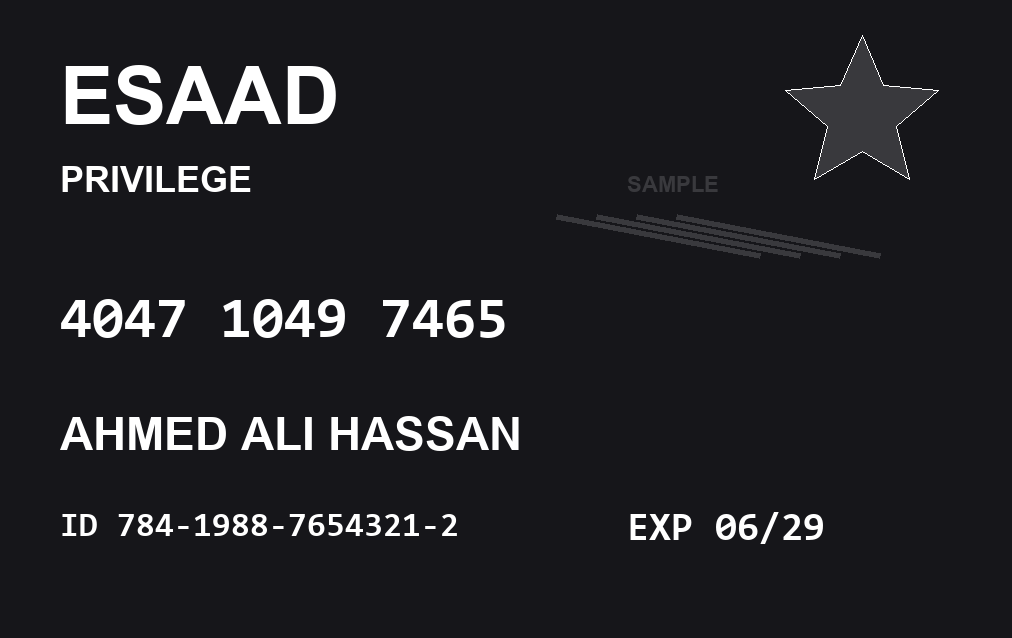 ESAAD
PRIVILEGE
SAMPLE
4047 1049 7465
AHMED ALI HASSAN
ID 784-1988-7654321-2
EXP 06/29